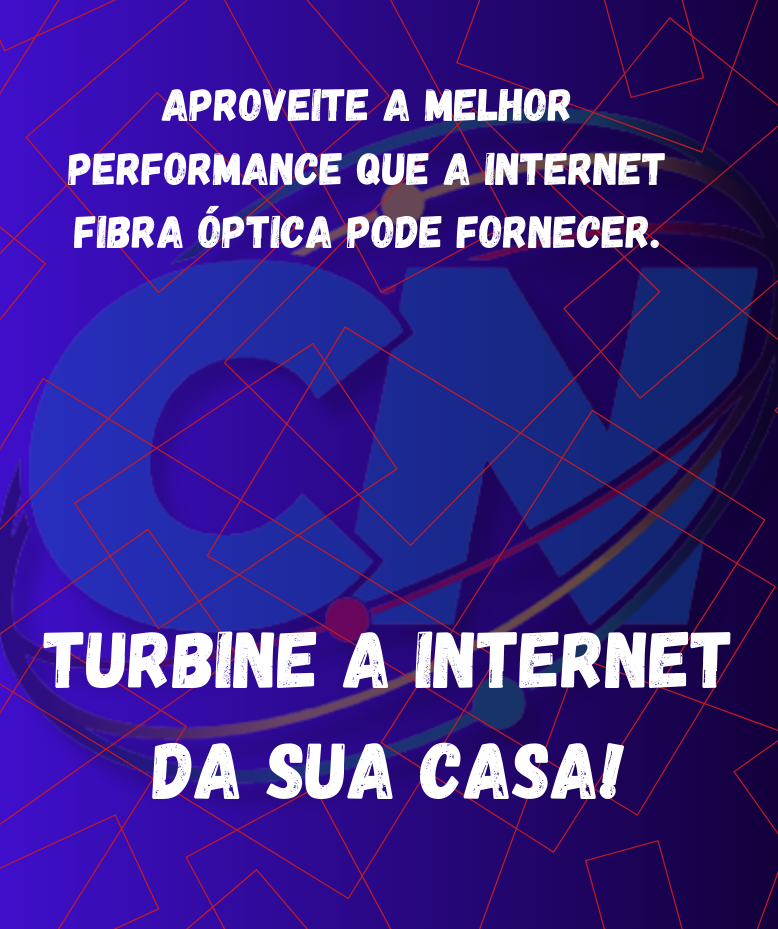 APROVEITE A MELHOR
PERFORMANCE QUE A INTERNET
FIBRA ÓPTICA PODE FORNECER.
CN
TURBINE A INTERNET
DA SUA CASA!